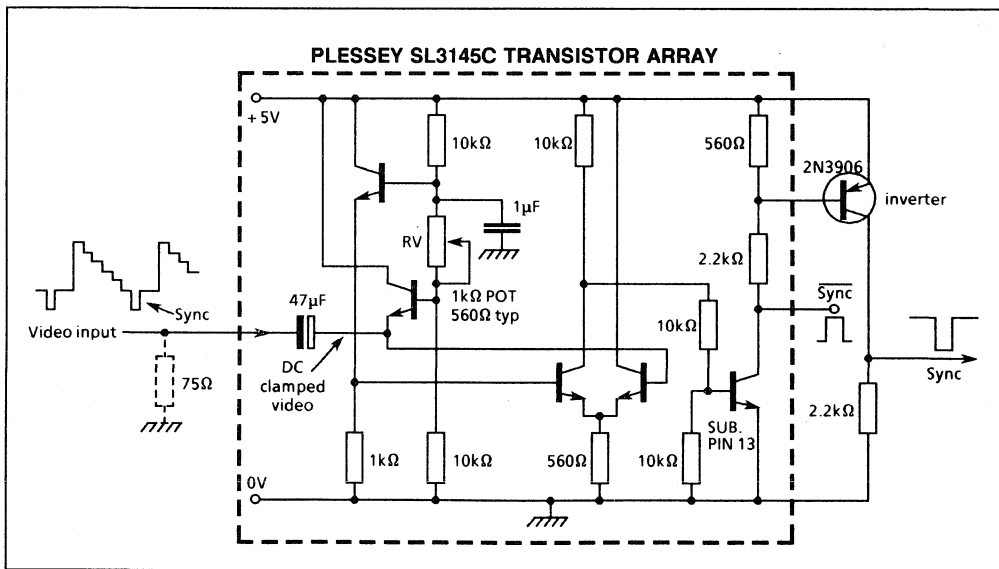 PLESSEY SL3145C TRANSISTOR ARRAY
+5V
10kΩ
10kΩ
560Ω
2N3906
inverter
1µF
RV
2.2kΩ
1kΩ POT
560Ω typ
Sync
47µF
Video input
Sync
10kΩ
DC
clamped
video
75Ω
Sync
SUB.
PIN 13
2.2kΩ
1kΩ
10kΩ
560Ω
10kΩ
0V